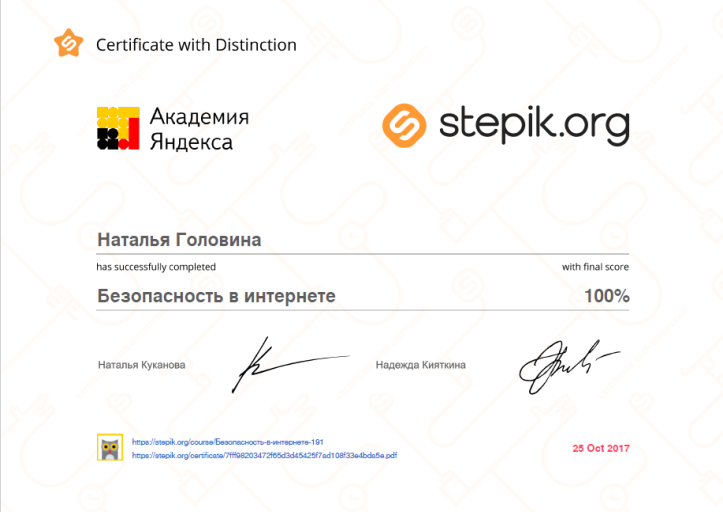 Certificate with Distinction
Академия
Яндекса
stepik.org
Наталья Головина
has successfully completed
with final score
Безопасность в интернете
100%
Наталья Куканова
Надежда Кияткина
https://stepik.org/course/Безопасность-в-интернете-191
https://stepik.org/certificate/7fff98203472f66d3d45425f7ad108f33e4bda5e.pdf
25 Oct 2017